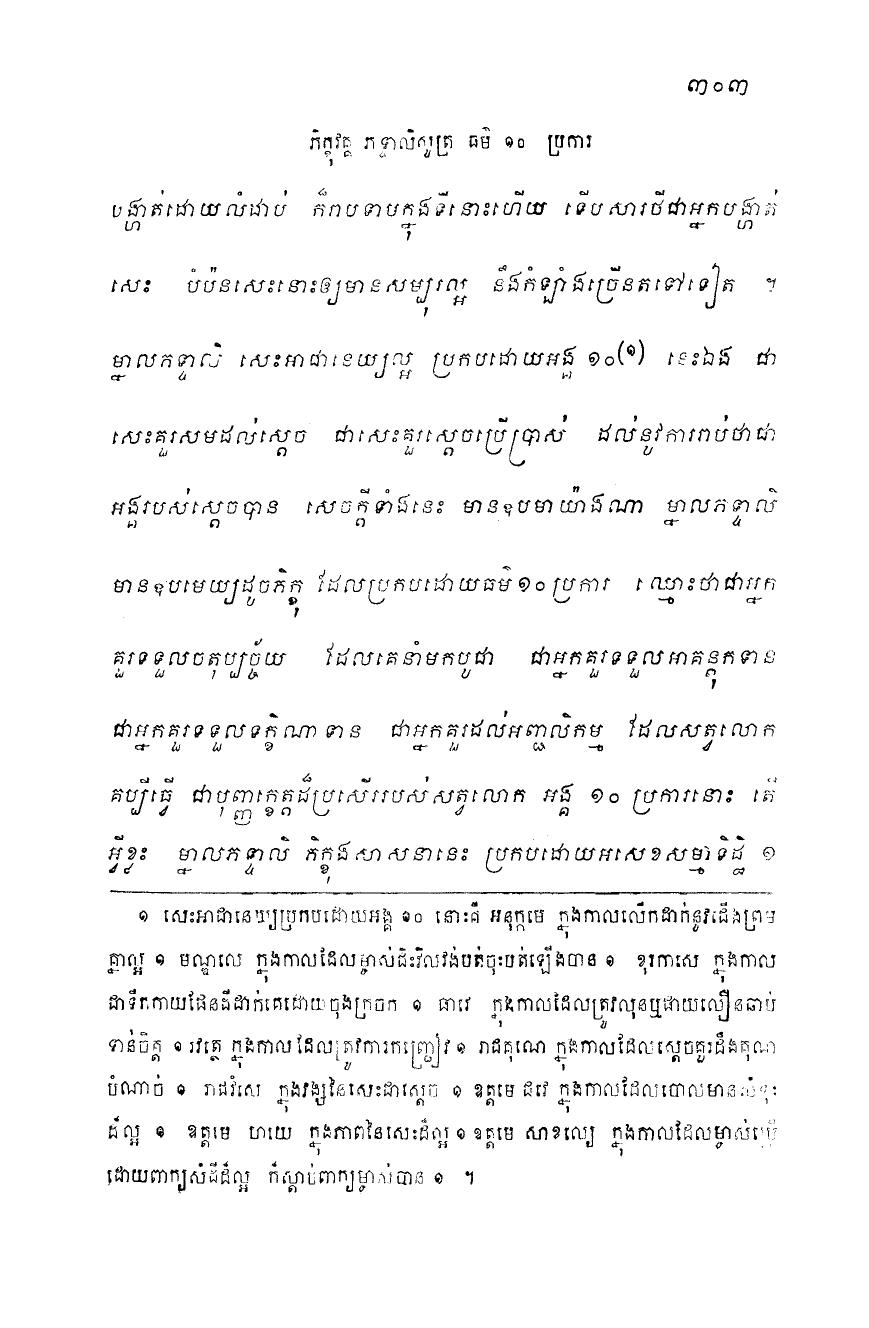 ៣០៣
ភិក្ខុវគ្គ ភទ្ទាលិសូត្រ ធម៌ ១០ ប្រការ
បង្ហាត់ដោយលំដាប់ ក៏រាបទាបក្នុងទីនោះហើយ ទើបសារថីជាអ្នកបង្ហាត់
សេះ បំប៉នសេះនោះឲ្យមានសម្បុរល្អ នឹងកំឡាំងច្រើនតទៅទៀត ។
ម្នាលភទ្ទាលិ សេះអាជានេយ្យល្អ ប្រកបដោយអង្គ ១០(១) នេះឯង ជា
សេះគួរសមដល់ស្តេច ជាសេះគួរស្តេចប្រើប្រាស់ ដល់នូវការរាប់ថាជា
អង្គរបស់ស្តេចបាន សេចក្តីទាំងនេះ មានឧបមាយ៉ាងណា ម្នាលភទ្ទាលិ
មានឧបមេយ្យដូចភិក្ខុ ដែលប្រកបដោយធម៌១០ប្រការ ឈ្មោះថាជាអ្នក
គួរទទួលចតុប្បច្ច័យ ដែលគេនាំមកបូជា ជាអ្នកគួរទទួលអាគន្តុកទាន
ជាអ្នកគួរទទួលទក្ខិណាទាន ជាអ្នកគួរដល់អញ្ជលិកម្ម ដែលសត្វលោក
គប្បីធ្វើ ជាបុញ្ញក្ខេត្តដ៏ប្រសើររបស់សត្វលោក អង្គ ១០ ប្រការនោះ តើ
អ្វីខ្លះ ម្នាលភទ្ទាលិ ភិក្ខុក្នុងសាសនានេះ ប្រកបដោយអសេខសម្មាទិដ្ឋិ ១
១ សេះអាជានេយ្យប្រកបដោយអង្គ ១០ នោះគឺ អនុក្កមេ ក្នុងកាលលើកដាក់នូវជើងព្រម
គ្នាល្អ ១ មណ្ឌលេ ក្នុងកាលដែលម្ចាស់ជិះវិលវង់បត់ចុះបត់ឡើងបាន ១ ខុរកាសេ ក្នុងកាល
ដាទឹកកាយផែនដីដាក់គេដោយចុងក្រចក ១ ធាវេ ក្នុងកាលដែលត្រូវលុនឬផាយលឿនឆាប់
ទាន់ចិត្ត ១ រវត្ថេ ក្នុងកាលដែលត្រូវការកញ្ជ្រៀវ ១ រាជគុណេ ក្នុងកាលដែលស្តេចគួរដឹងគុណ
បំណាច់ ១ រាជវំសេ ក្នុងវង្សនៃសេះជាស្តេច ១ ឧត្តមេ ជវេ ក្នុងកាលដែលបោលមានសំទុះ
ដ៏ល្អ ១ ឧត្តមេ ហយេ ក្នុងភាពនៃសេះដ៏ល្អ ១ ឧត្តមេ សាខល្យេ ក្នុងកាលដែលម្ចាស់ប្រើ
ដោយពាក្យសំដីដ៏ល្អ ក៏ស្តាប់ពាក្យម្ចាស់បាន ១ ។